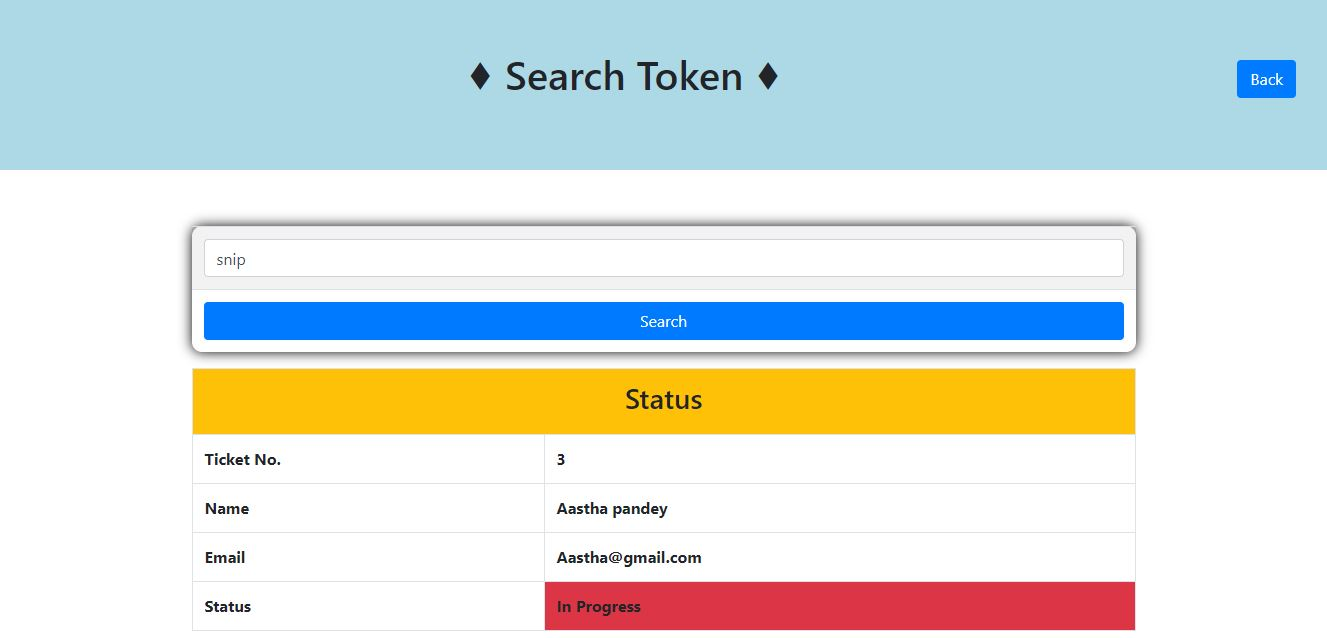 ♦ Search Token ♦
Back
snip
Search
Status
Ticket No. 3
Name Aastha pandey
Email Aastha@gmail.com
Status In Progress